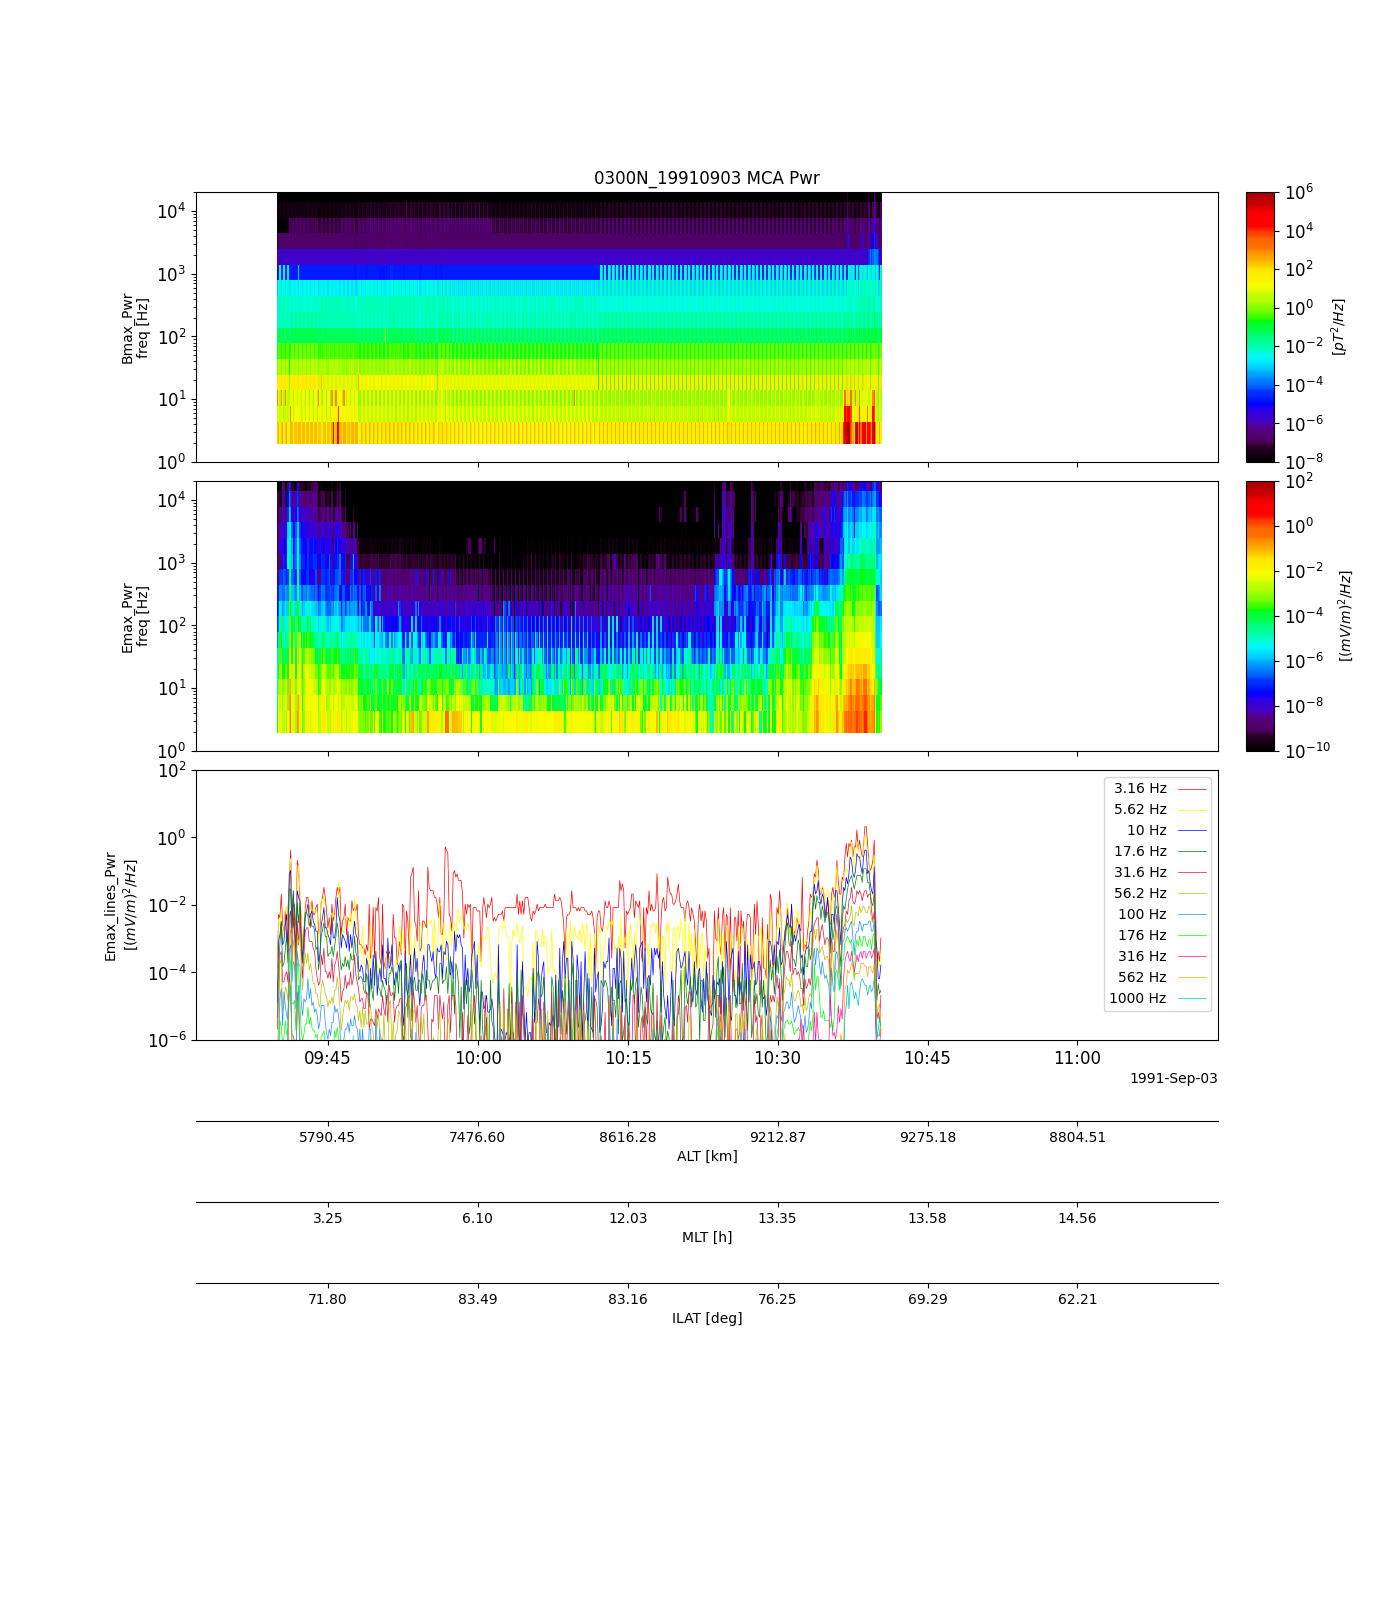 0300N_19910903 MCA Pwr
10^4
10^3
10^2
10^1
10^0
Bmax_Pwr
freq [Hz]
10^6
10^4
10^2
10^0
10^-2
10^-4
10^-6
10^-8
[pT^2/Hz]
10^4
10^3
10^2
10^1
10^0
Emax_Pwr
freq [Hz]
10^2
10^0
10^-2
10^-4
10^-6
10^-8
10^-10
[(mV/m)^2/Hz]
10^2
10^0
10^-2
10^-4
10^-6
Emax_lines_Pwr
[(mV/m)^2/Hz]
3.16 Hz
5.62 Hz
10 Hz
17.6 Hz
31.6 Hz
56.2 Hz
100 Hz
176 Hz
316 Hz
562 Hz
1000 Hz
09:45 10:00 10:15 10:30 10:45 11:00
1991-Sep-03
5790.45 7476.60 8616.28 9212.87 9275.18 8804.51
ALT [km]
3.25 6.10 12.03 13.35 13.58 14.56
MLT [h]
71.80 83.49 83.16 76.25 69.29 62.21
ILAT [deg]